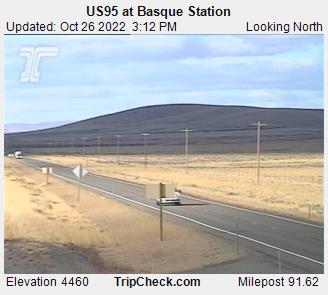 US95 at Basque Station
Updated: Oct 26 2022 3:12 PM Looking North
Elevation 4460 TripCheck.com Milepost 91.62